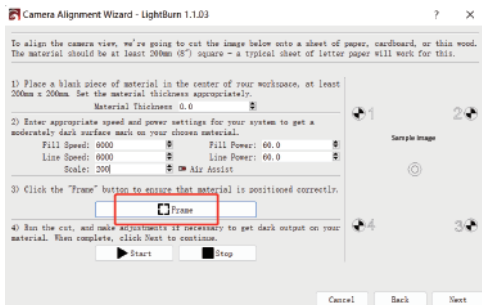 Camera Alignment Wizard - LightBurn 1.1.03
? ×
To align the camera view, we're going to cut the image below onto a sheet of paper, cardboard, or thin wood.
The material should be at least 200mm (8") square - a typical sheet of letter paper will work for this.
1) Place a blank piece of material in the center of your workspace, at least
200mm x 200mm. Set the material thickness appropriately.
Material Thickness 0.0
2) Enter appropriate speed and power settings for your system to get a
moderately dark surface mark on your chosen material.
Fill Speed: 6000 Fill Power: 60.0
Line Speed: 6000 Line Power: 60.0
Scale: 200 Air Assist
3) Click the "Frame" button to ensure that material is positioned correctly.
Frame
4) Run the cut, and make adjustments if necessary to get dark output on your
material. When complete, click Next to continue.
Start Stop
1 2
Sample Image
4 3
Cancel Back Next